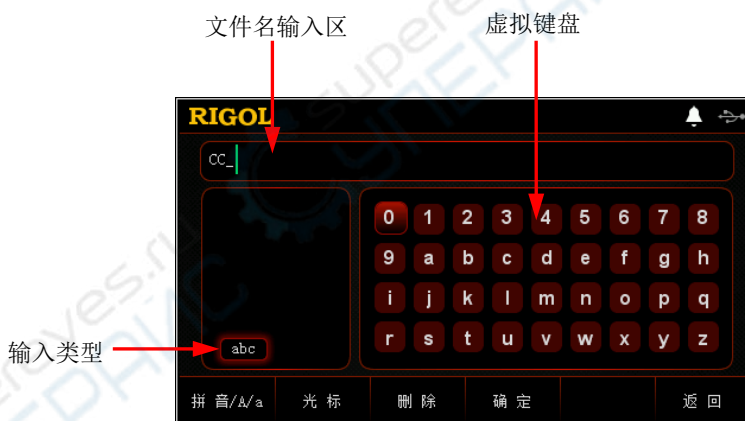 文件名输入区
虚拟键盘
RIGOL
CC_
0 1 2 3 4 5 6 7 8
9 a b c d e f g h
i j k l m n o p q
r s t u v w x y z
输入类型
abc
拼 音/A/a 光 标 删 除 确 定 返 回